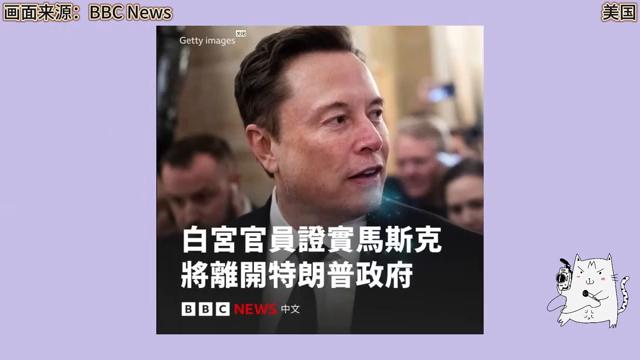 画面来源：BBC News
美国
Getty images
白宮官員證實馬斯克
將離開特朗普政府
BBC NEWS 中文